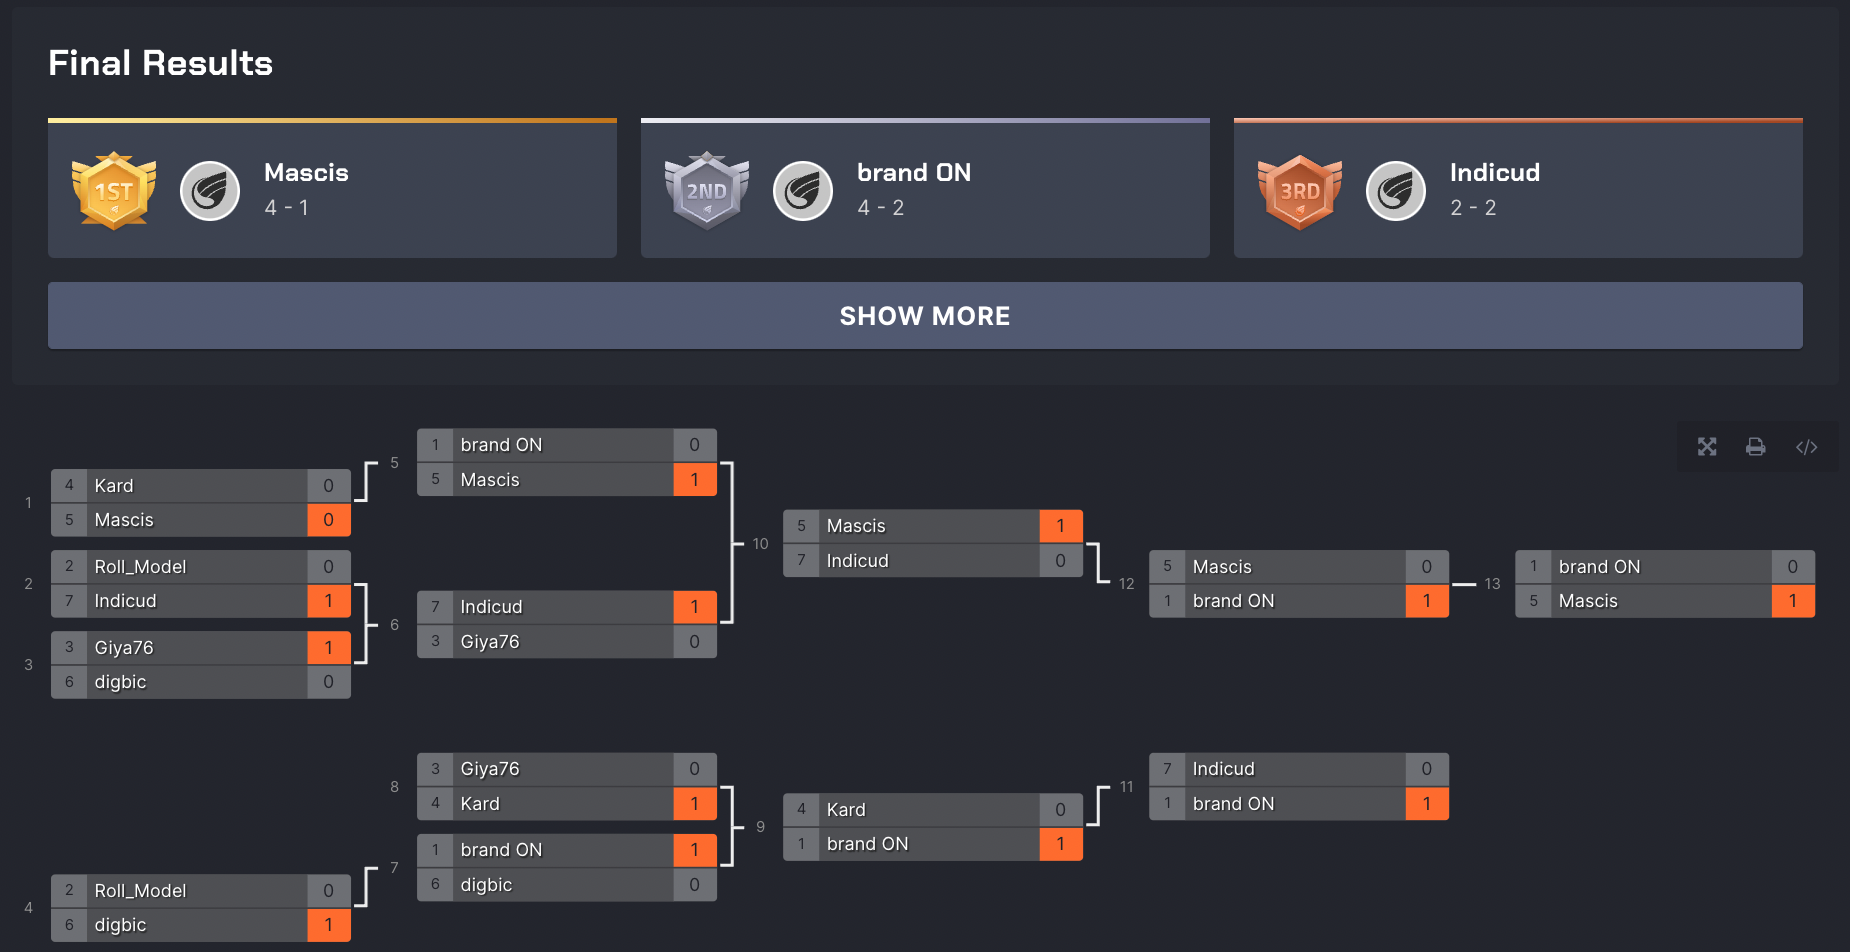 Final Results
1ST
Mascis
4 - 1
2ND
brand ON
4 - 2
3RD
Indicud
2 - 2
SHOW MORE
1
4 Kard 0
5 Mascis 0
2
2 Roll_Model 0
7 Indicud 1
3
3 Giya76 1
6 digbic 0
5
1 brand ON 0
5 Mascis 1
6
7 Indicud 1
3 Giya76 0
10
5 Mascis 1
7 Indicud 0
12
5 Mascis 0
1 brand ON 1
13
1 brand ON 0
5 Mascis 1
4
2 Roll_Model 0
6 digbic 1
8
3 Giya76 0
4 Kard 1
7
1 brand ON 1
6 digbic 0
9
4 Kard 0
1 brand ON 1
11
7 Indicud 0
1 brand ON 1